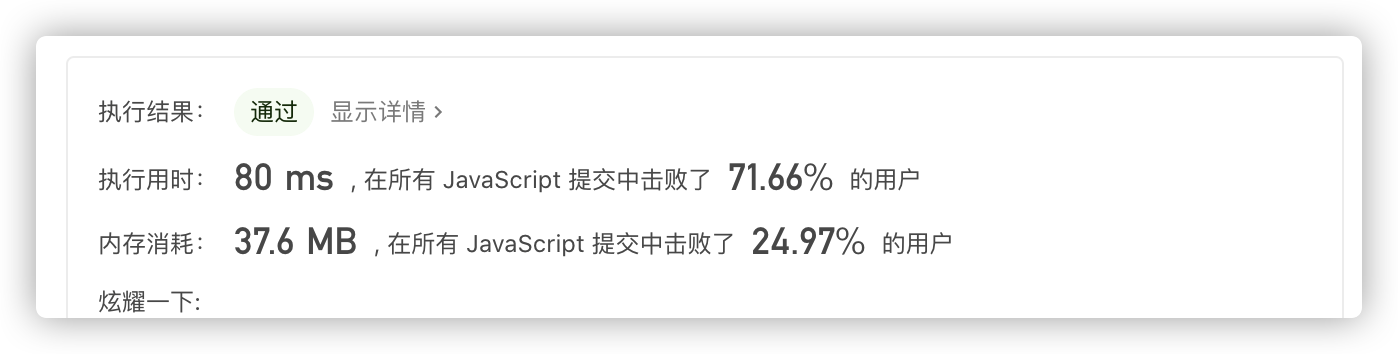 执行结果： 通过 显示详情 ›
执行用时： 80 ms ，在所有 JavaScript 提交中击败了 71.66% 的用户
内存消耗： 37.6 MB ，在所有 JavaScript 提交中击败了 24.97% 的用户
炫耀一下: